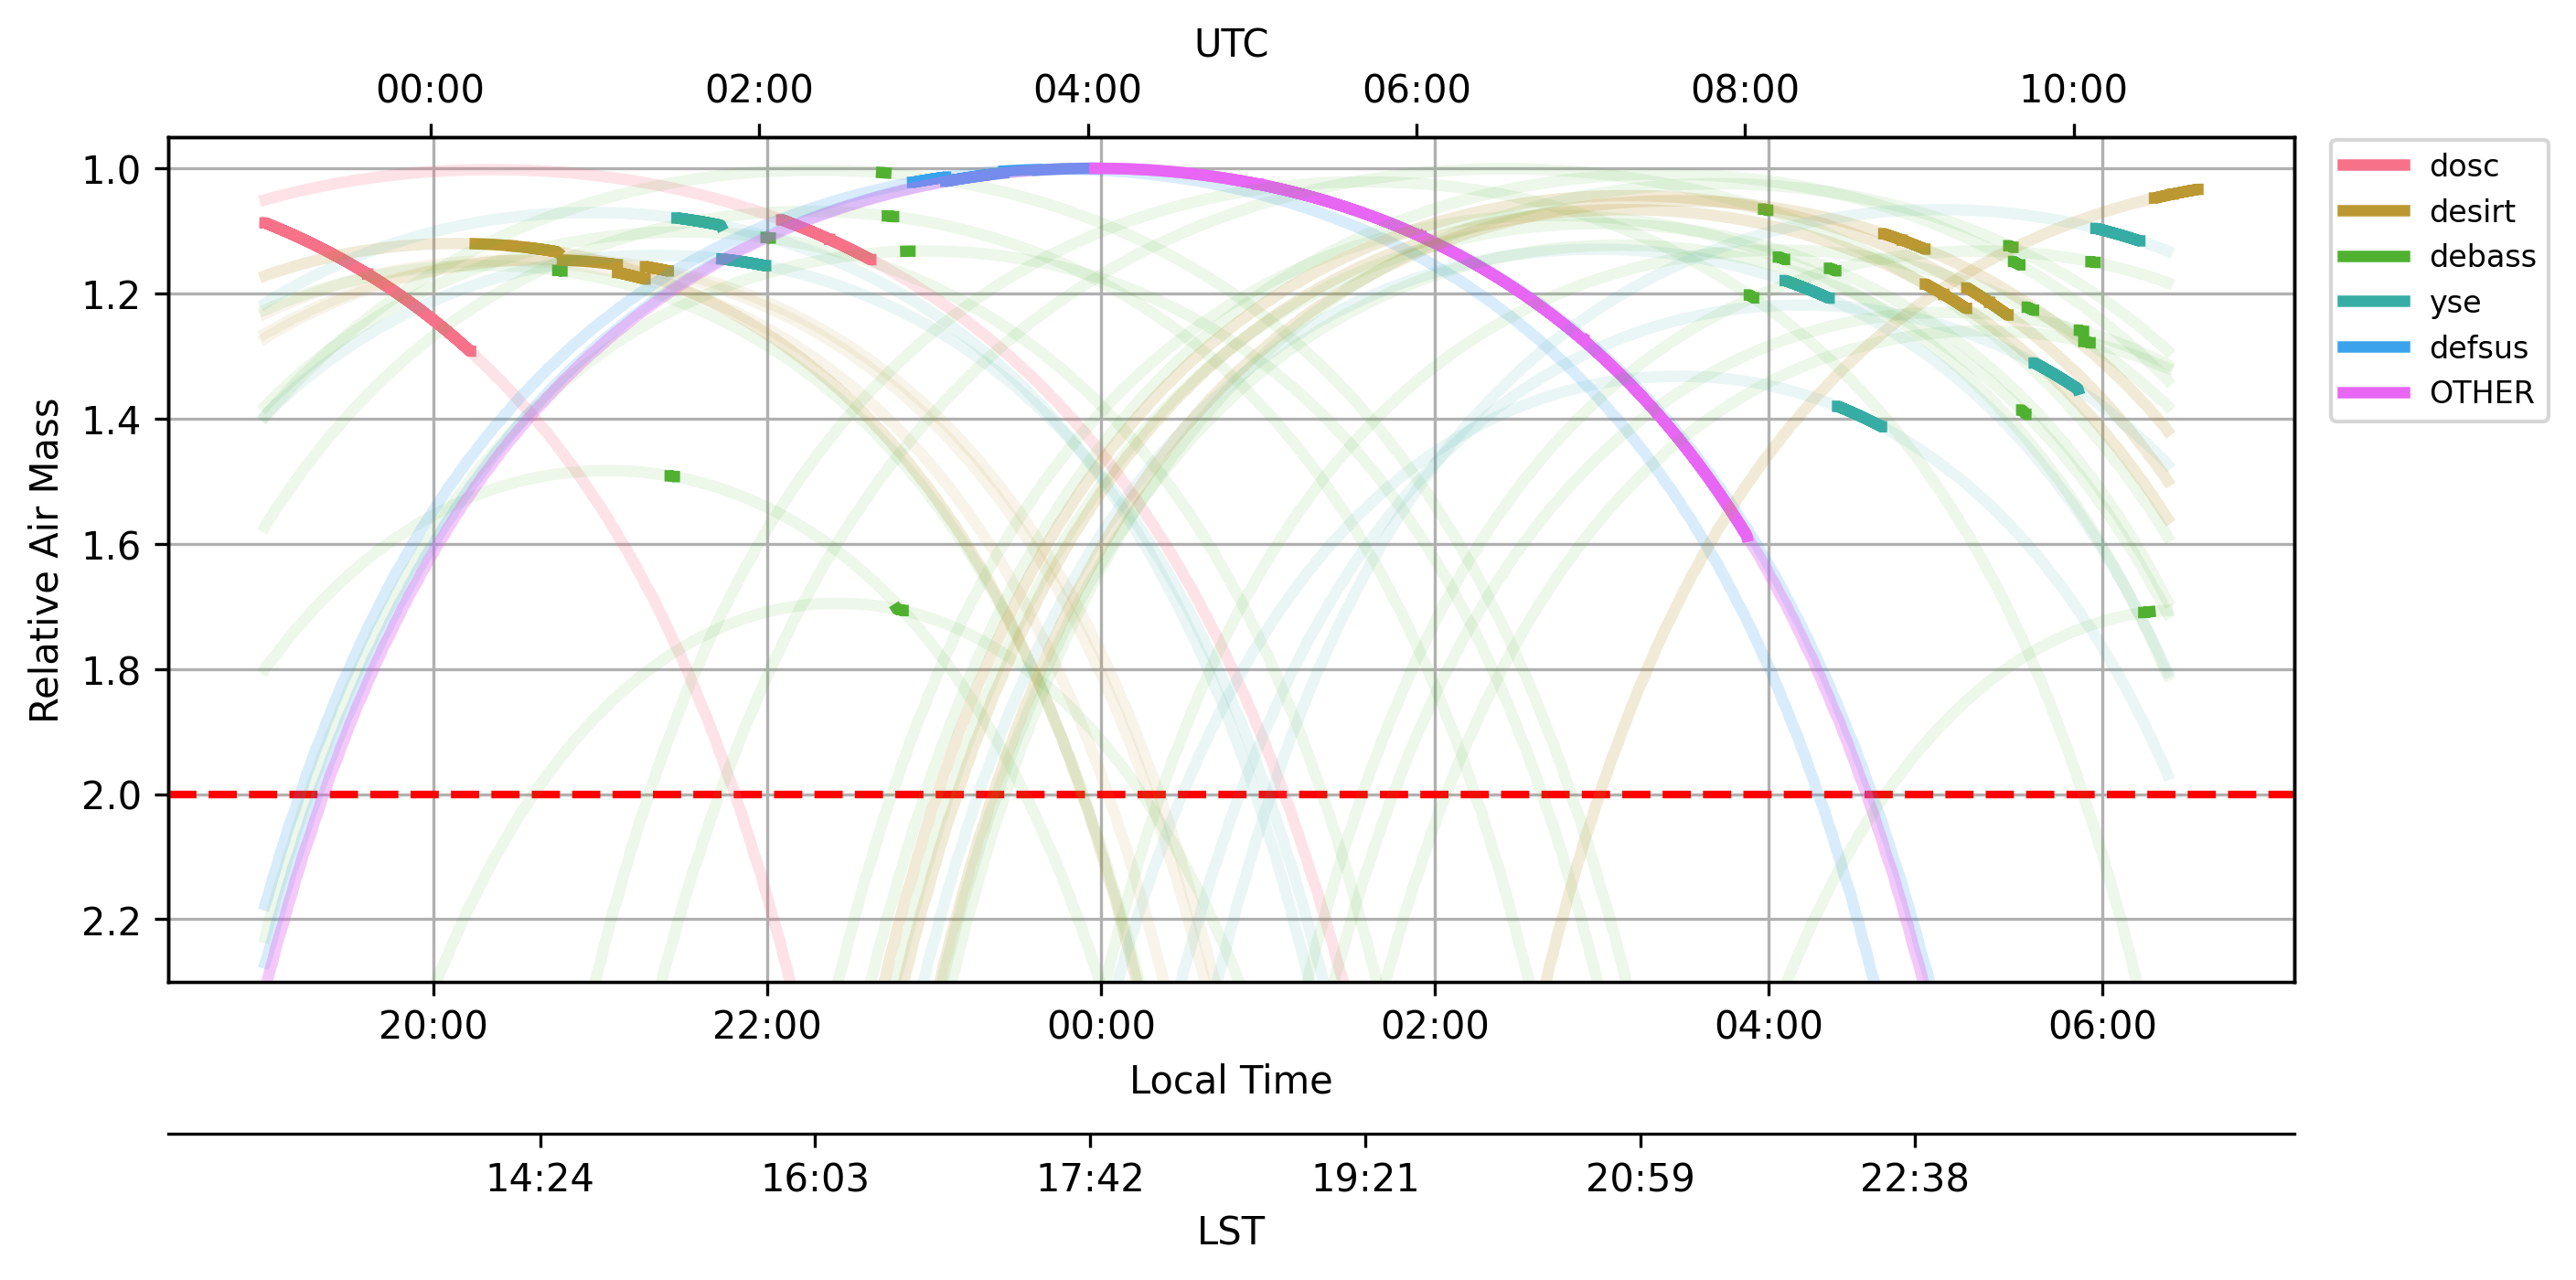 UTC
00:00 02:00 04:00 06:00 08:00 10:00
Relative Air Mass
1.0
1.2
1.4
1.6
1.8
2.0
2.2
dosc
desirt
debass
yse
defsus
OTHER
20:00 22:00 00:00 02:00 04:00 06:00
Local Time
14:24 16:03 17:42 19:21 20:59 22:38
LST